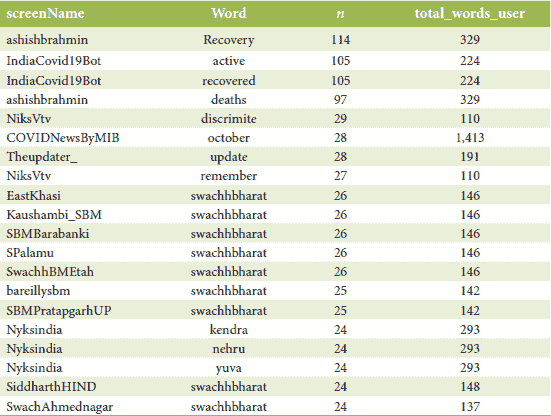 screenName Word n total_words_user
ashishbrahmin Recovery 114 329
IndiaCovid19Bot active 105 224
IndiaCovid19Bot recovered 105 224
ashishbrahmin deaths 97 329
NiksVtv discrimite 29 110
COVIDNewsByMIB october 28 1,413
Theupdater_ update 28 191
NiksVtv remember 27 110
EastKhasi swachhbharat 26 146
Kaushambi_SBM swachhbharat 26 146
SBMBarabanki swachhbharat 26 146
SPalamu swachhbharat 26 146
SwachhBMEtah swachhbharat 26 146
bareillysbm swachhbharat 25 142
SBMPratapgarhUP swachhbharat 25 142
Nyksindia kendra 24 293
Nyksindia nehru 24 293
Nyksindia yuva 24 293
SiddharthHIND swachhbharat 24 148
SwachAhmednagar swachhbharat 24 137